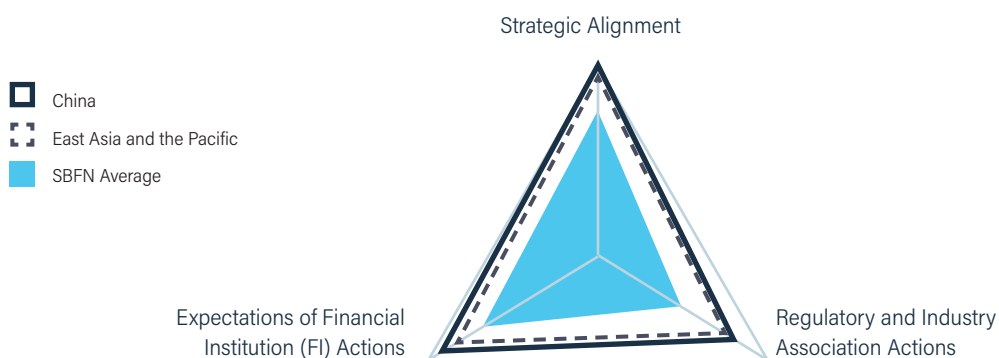 Strategic Alignment
China
East Asia and the Pacific
SBFN Average
Expectations of Financial
Institution (FI) Actions
Regulatory and Industry
Association Actions